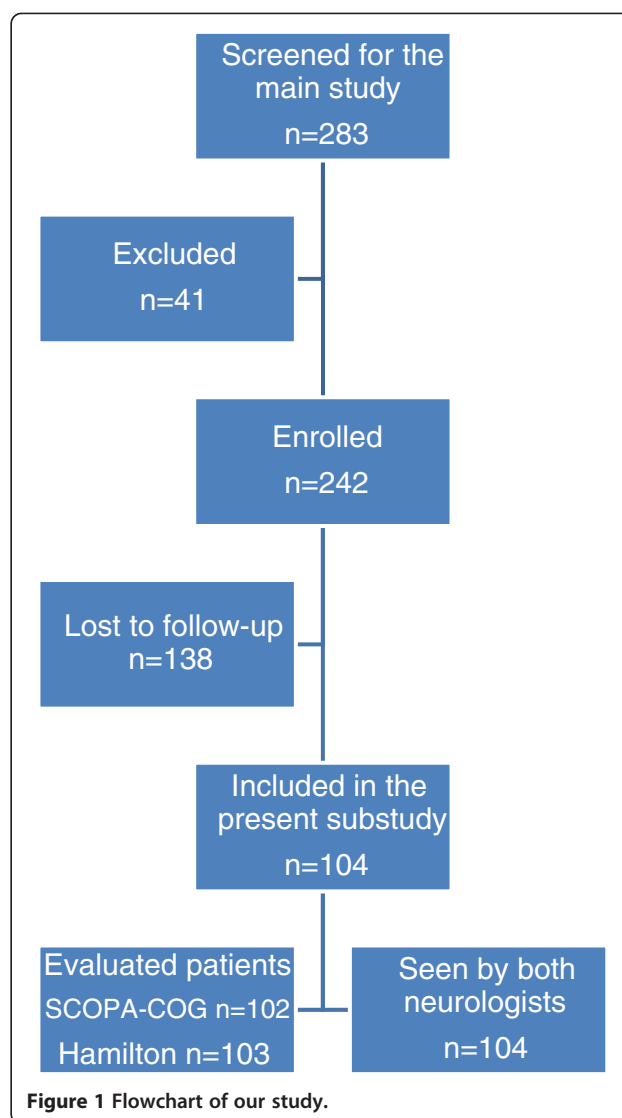 Screened for the
main study
n=283
Excluded
n=41
Enrolled
n=242
Lost to follow-up
n=138
Included in the
present substudy
n=104
Evaluated patients
SCOPA-COG n=102
Hamilton n=103
Seen by both
neurologists
n=104
Figure 1 Flowchart of our study.